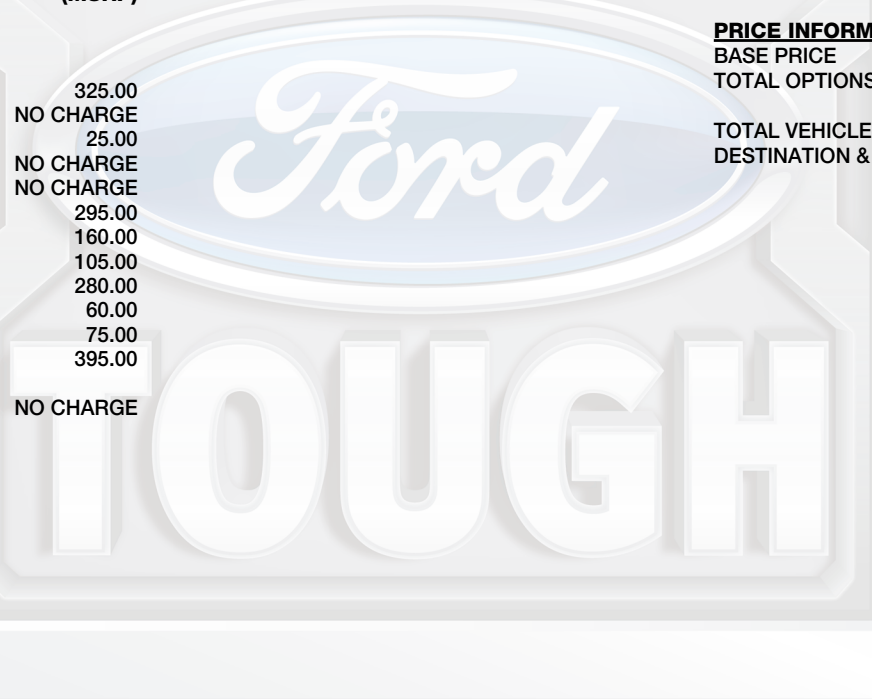 (MSRP)
325.00
NO CHARGE
25.00
NO CHARGE
NO CHARGE
295.00
160.00
105.00
280.00
60.00
75.00
395.00
NO CHARGE
PRICE INFORM
BASE PRICE
TOTAL OPTIONS
TOTAL VEHICLE
DESTINATION &
Ford
TOUGH